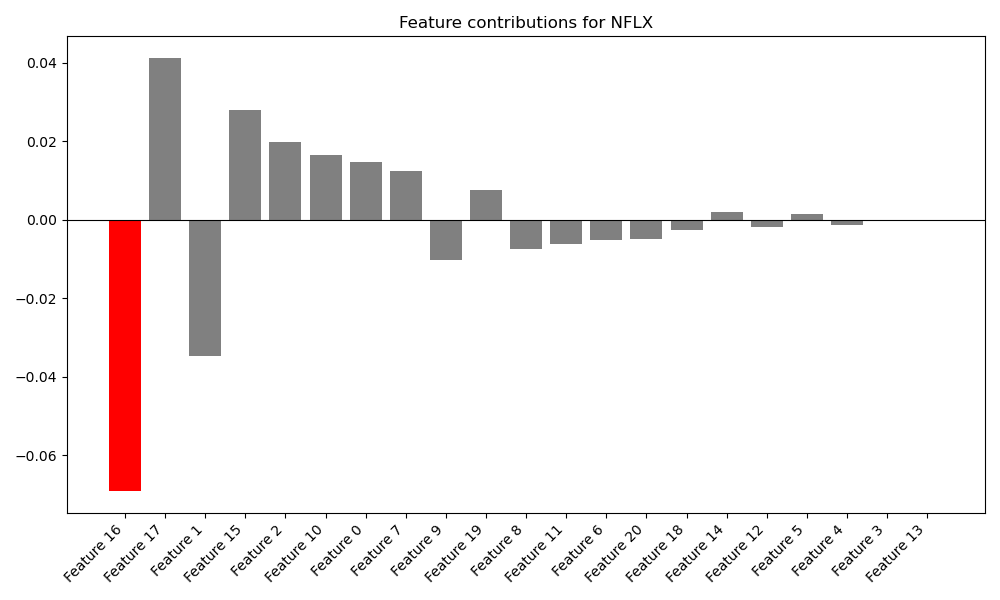 Feature contributions for NFLX
0.04
0.02
0.00
−0.02
−0.04
−0.06
Feature 16
Feature 17
Feature 1
Feature 15
Feature 2
Feature 10
Feature 0
Feature 7
Feature 9
Feature 19
Feature 8
Feature 11
Feature 6
Feature 20
Feature 18
Feature 14
Feature 12
Feature 5
Feature 4
Feature 3
Feature 13